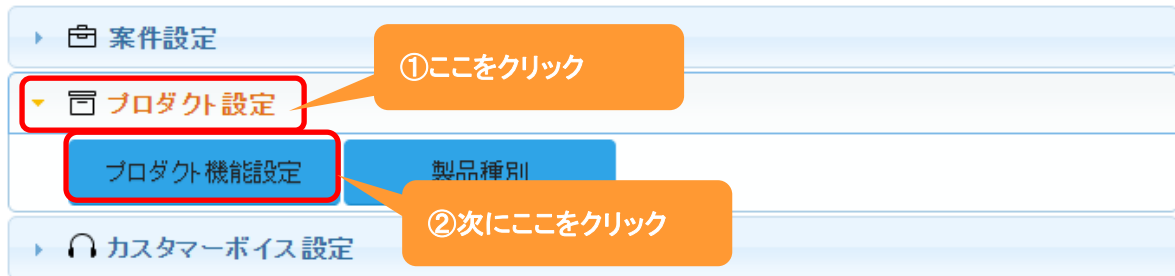 案件設定
①ここをクリック
プロダクト設定
プロダクト機能設定
製品種別
②次にここをクリック
カスタマーボイス設定